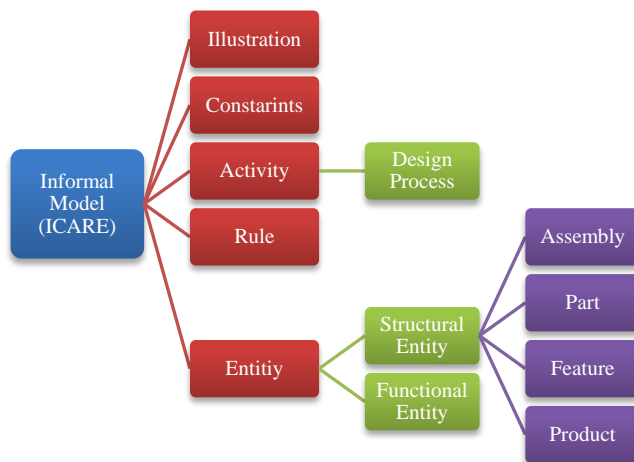 Illustration
Constarints
Informal
Model
(ICARE)
Activity
Design
Process
Rule
Assembly
Part
Entitiy
Structural
Entity
Functional
Entity
Feature
Product